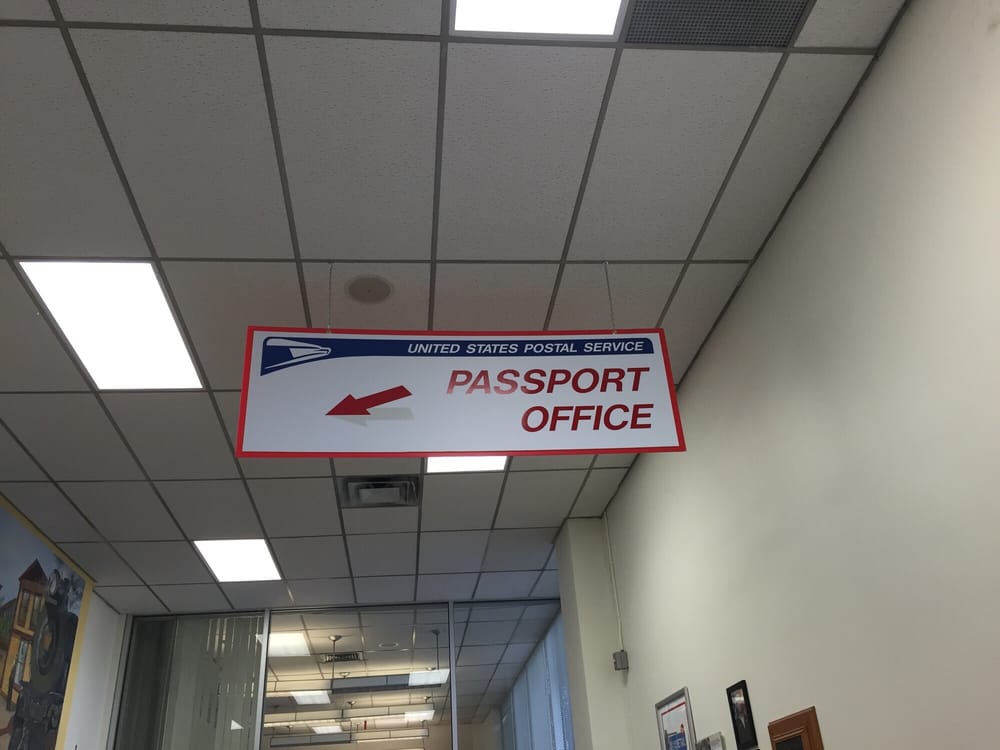 UNITED STATES POSTAL SERVICE
PASSPORT
OFFICE